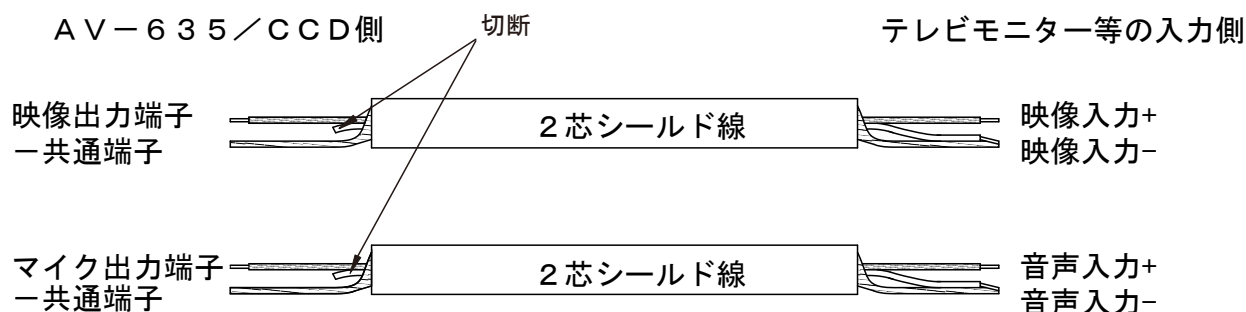 AV−635/CCD側
切断
テレビモニター等の入力側
映像出力端子
−共通端子
2芯シールド線
映像入力+
映像入力-
マイク出力端子
−共通端子
2芯シールド線
音声入力+
音声入力-